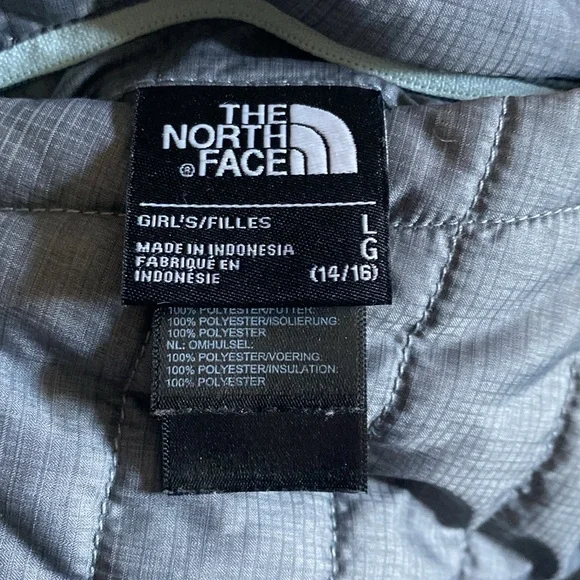 THE
NORTH
® FACE
GIRL'S/FILLES L
MADE IN INDONESIA G
FABRIQUÉ EN
INDONÉSIE (14/16)
100% POLYESTER/FUTTER:
100% POLYESTER/ISOLIERUNG:
100% POLYESTER
NL: OMHULSEL:
100% POLYESTER/VOERING:
100% POLYESTER/INSULATION:
100% POLYESTER